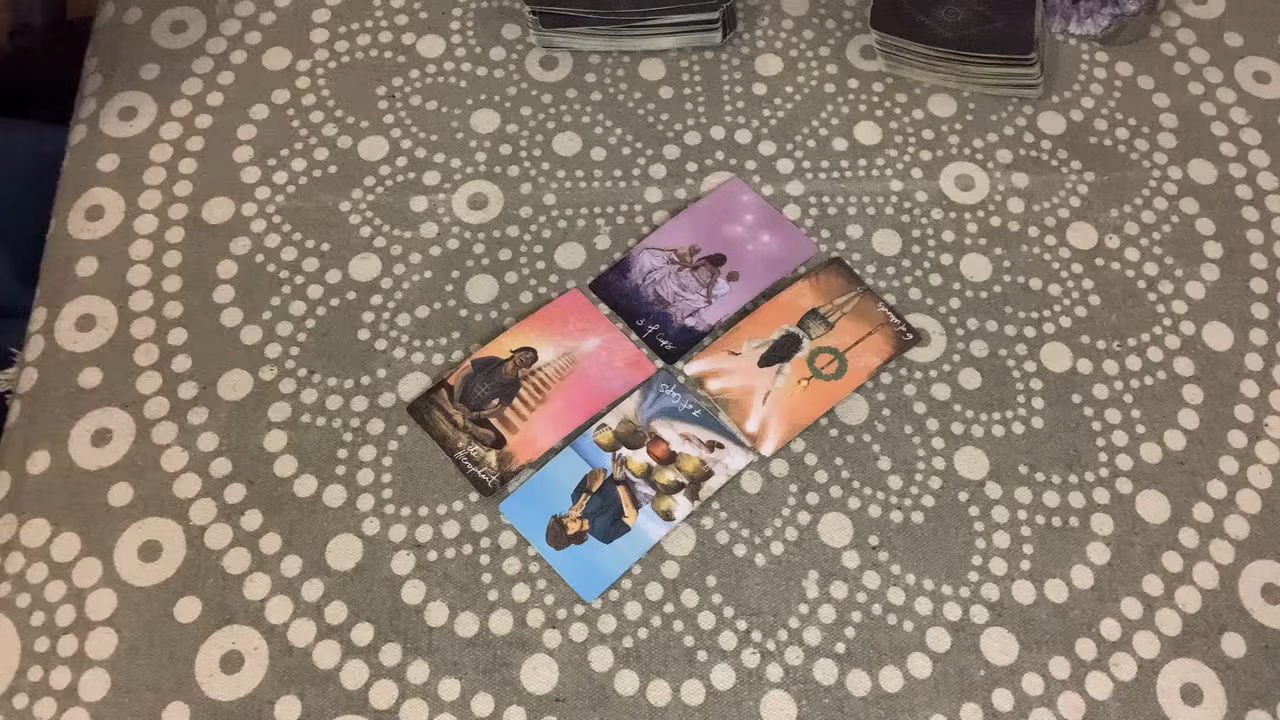 3 of Cups
6 of Wands
the
Hierophant
7 of Cups